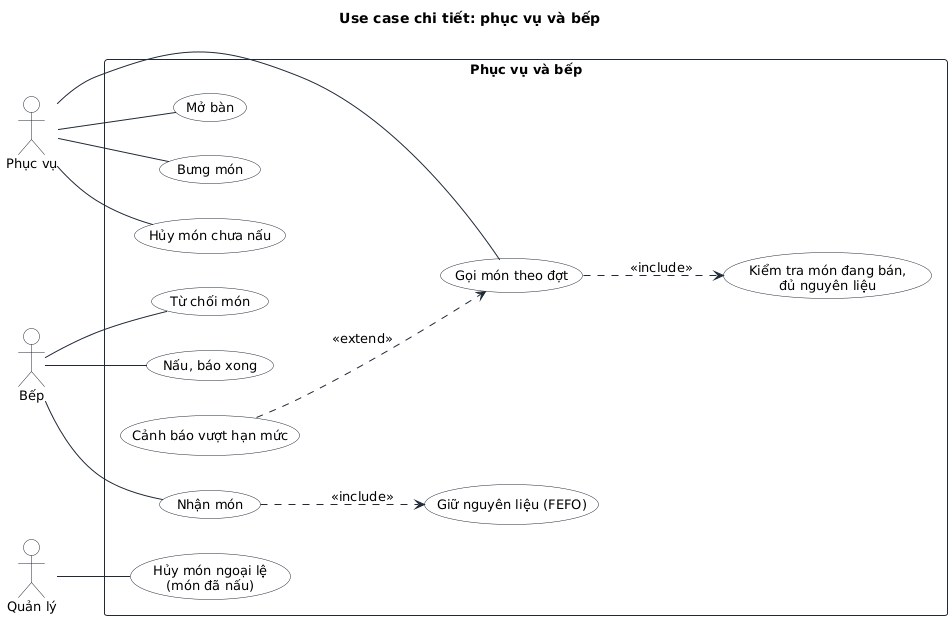 Use case chi tiết: phục vụ và bếp
Phục vụ và bếp
Mở bàn
Phục vụ
Bưng món
Hủy món chưa nấu
Gọi món theo đợt
«include»
Kiểm tra món đang bán,
đủ nguyên liệu
Từ chối món
«extend»
Nấu, báo xong
Bếp
Cảnh báo vượt hạn mức
Nhận món
«include»
Giữ nguyên liệu (FEFO)
Hủy món ngoại lệ
(món đã nấu)
Quản lý